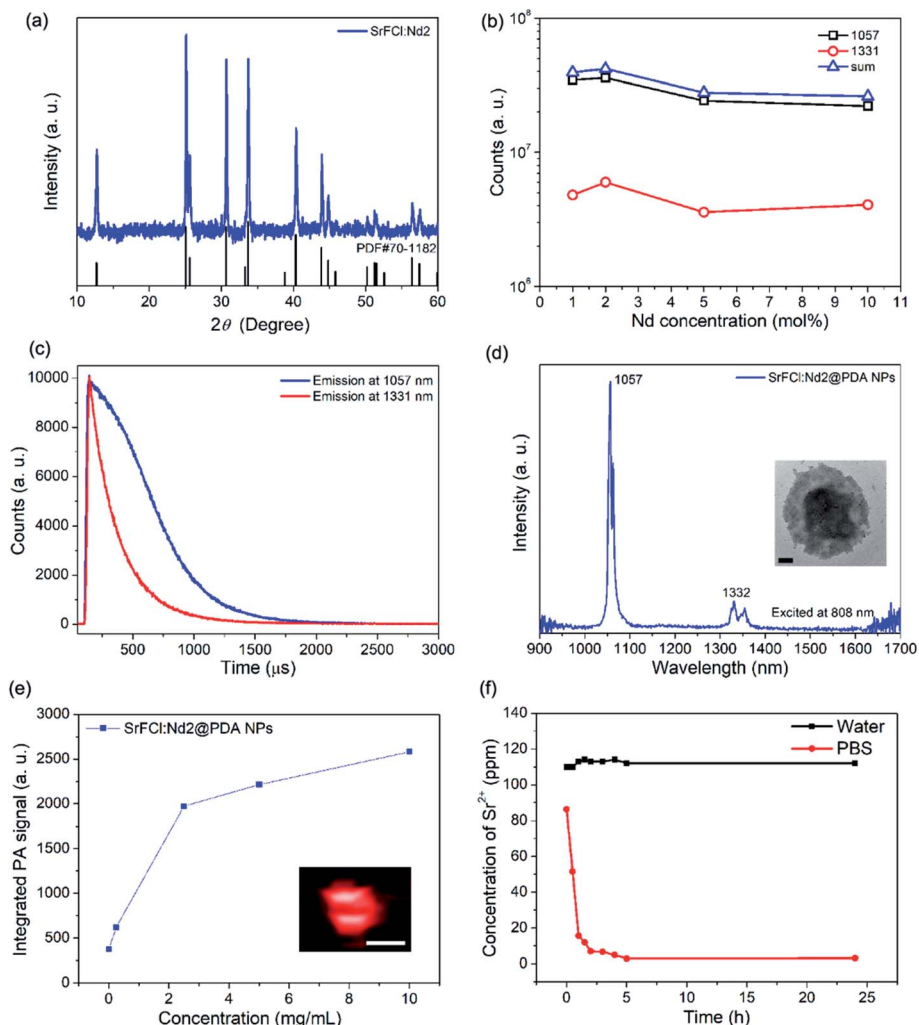 (a)
SrFCl:Nd2
Intensity (a. u.)
PDF#70-1182
10 20 30 40 50 60
2θ (Degree)
(b)
1057
1331
sum
Counts (a. u.)
10⁸
10⁷
10⁶
0 1 2 3 4 5 6 7 8 9 10 11
Nd concentration (mol%)
(c)
Emission at 1057 nm
Emission at 1331 nm
Counts (a. u.)
10000
8000
6000
4000
2000
0
500 1000 1500 2000 2500 3000
Time (μs)
(d)
1057
SrFCl:Nd2@PDA NPs
Intensity (a. u.)
1332
Excited at 808 nm
900 1000 1100 1200 1300 1400 1500 1600 1700
Wavelength (nm)
(e)
SrFCl:Nd2@PDA NPs
Integrated PA signal (a. u.)
3000
2500
2000
1500
1000
500
0
0 2 4 6 8 10
Concentration (mg/mL)
(f)
Water
PBS
Concentration of Sr²⁺ (ppm)
140
120
100
80
60
40
20
0
0 5 10 15 20 25
Time (h)